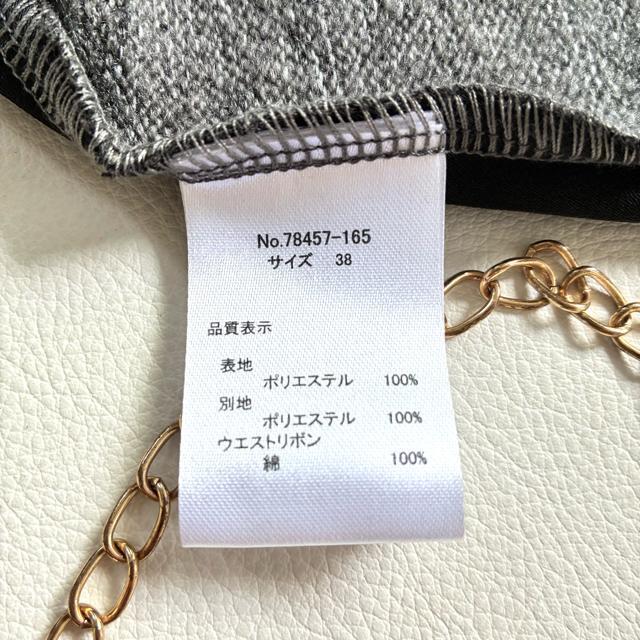 No.78457-165
サイズ 38
品質表示
表地
ポリエステル 100%
別地
ポリエステル 100%
ウエストリボン
綿 100%